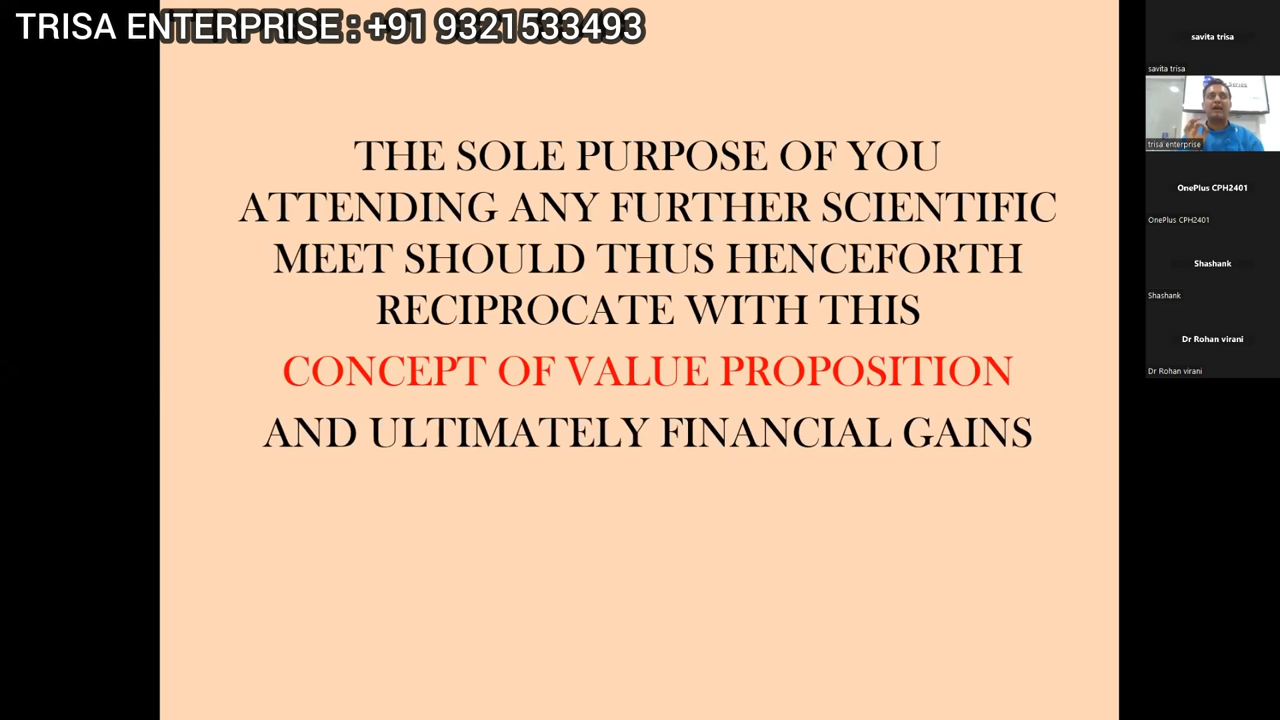 TRISA ENTERPRISE : +91 9321533493
THE SOLE PURPOSE OF YOU
ATTENDING ANY FURTHER SCIENTIFIC
MEET SHOULD THUS HENCEFORTH
RECIPROCATE WITH THIS
CONCEPT OF VALUE PROPOSITION
AND ULTIMATELY FINANCIAL GAINS
savita trisa
savita trisa
trisa enterprise
OnePlus CPH2401
OnePlus CPH2401
Shashank
Shashank
Dr Rohan virani
Dr Rohan virani